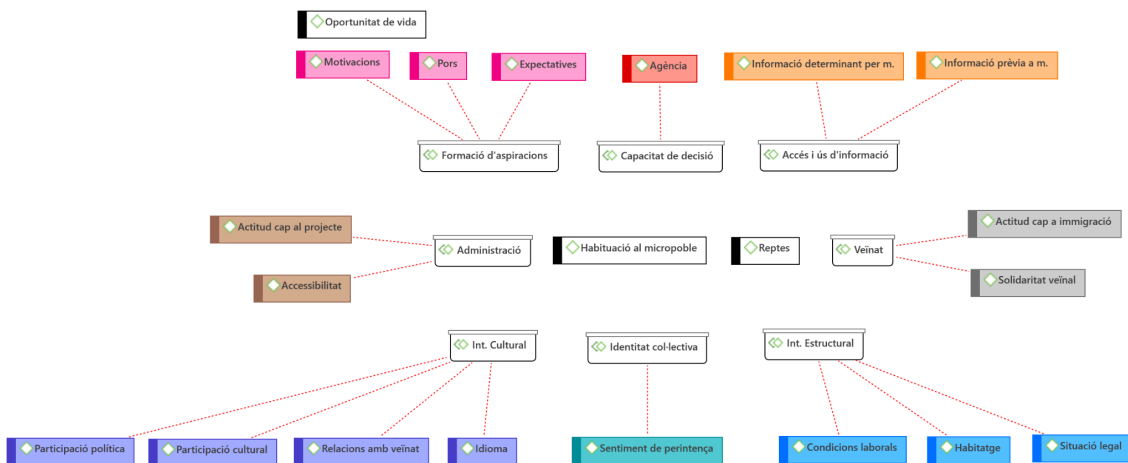 Oportunitat de vida
Motivacions
Pors
Expectatives
Agència
Informació determinant per m.
Informació prèvia a m.
Formació d'aspiracions
Capacitat de decisió
Accés i ús d'informació
Actitud cap al projecte
Actitud cap a immigració
Administració
Habituació al micropoble
Reptes
Veïnat
Accessibilitat
Solidaritat veïnal
Int. Cultural
Identitat col·lectiva
Int. Estructural
Participació política
Participació cultural
Relacions amb veïnat
Idioma
Sentiment de perintença
Condicions laborals
Habitatge
Situació legal